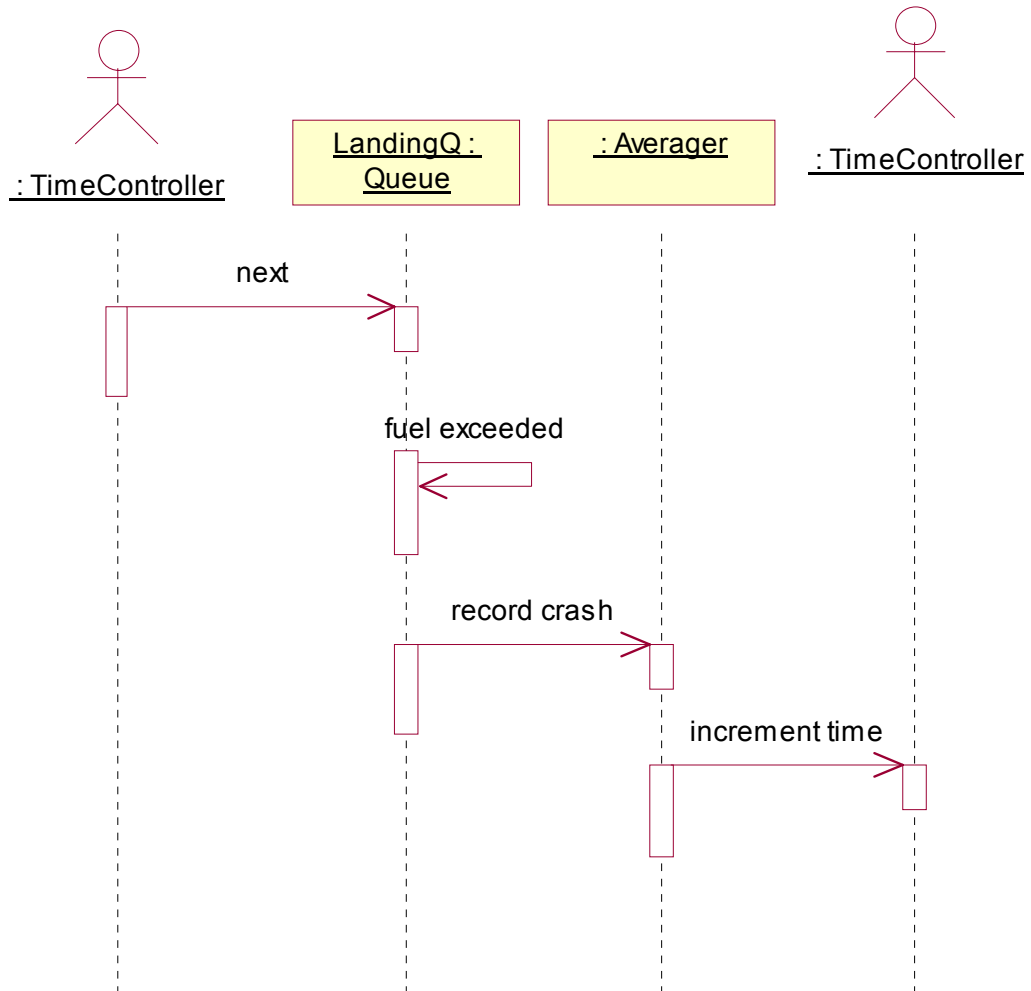 : TimeController
LandingQ :
Queue
: Averager
: TimeController
next
fuel exceeded
record crash
increment time